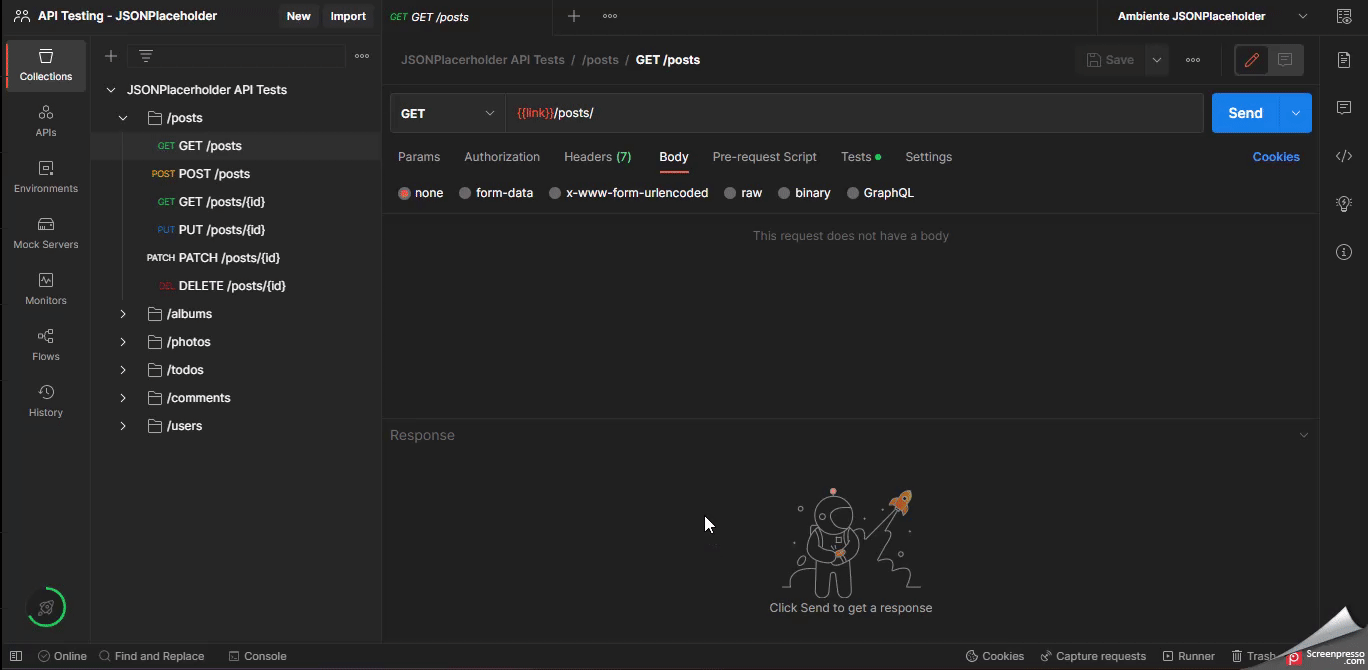 API Testing - JSONPlaceholder
New
Import
GET GET /posts
Ambiente JSONPlaceholder
Collections
APIs
Environments
Mock Servers
Monitors
Flows
History
JSONPlacerholder API Tests
/posts
GET GET /posts
POST POST /posts
GET GET /posts/{id}
PUT PUT /posts/{id}
PATCH PATCH /posts/{id}
DEL DELETE /posts/{id}
/albums
/photos
/todos
/comments
/users
JSONPlacerholder API Tests / /posts / GET /posts
Save
GET
{{link}}/posts/
Send
Params
Authorization
Headers (7)
Body
Pre-request Script
Tests
Settings
Cookies
none
form-data
x-www-form-urlencoded
raw
binary
GraphQL
This request does not have a body
Response
Click Send to get a response
Online
Find and Replace
Console
Cookies
Capture requests
Runner
Trash
Screenpresso
.com